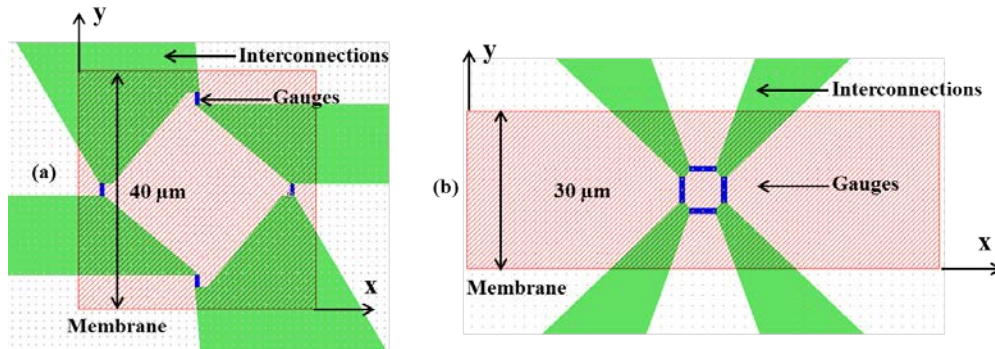 y
Interconnections
Gauges
(a)
40 µm
x
Membrane
y
Interconnections
(b)
30 µm
Gauges
x
Membrane